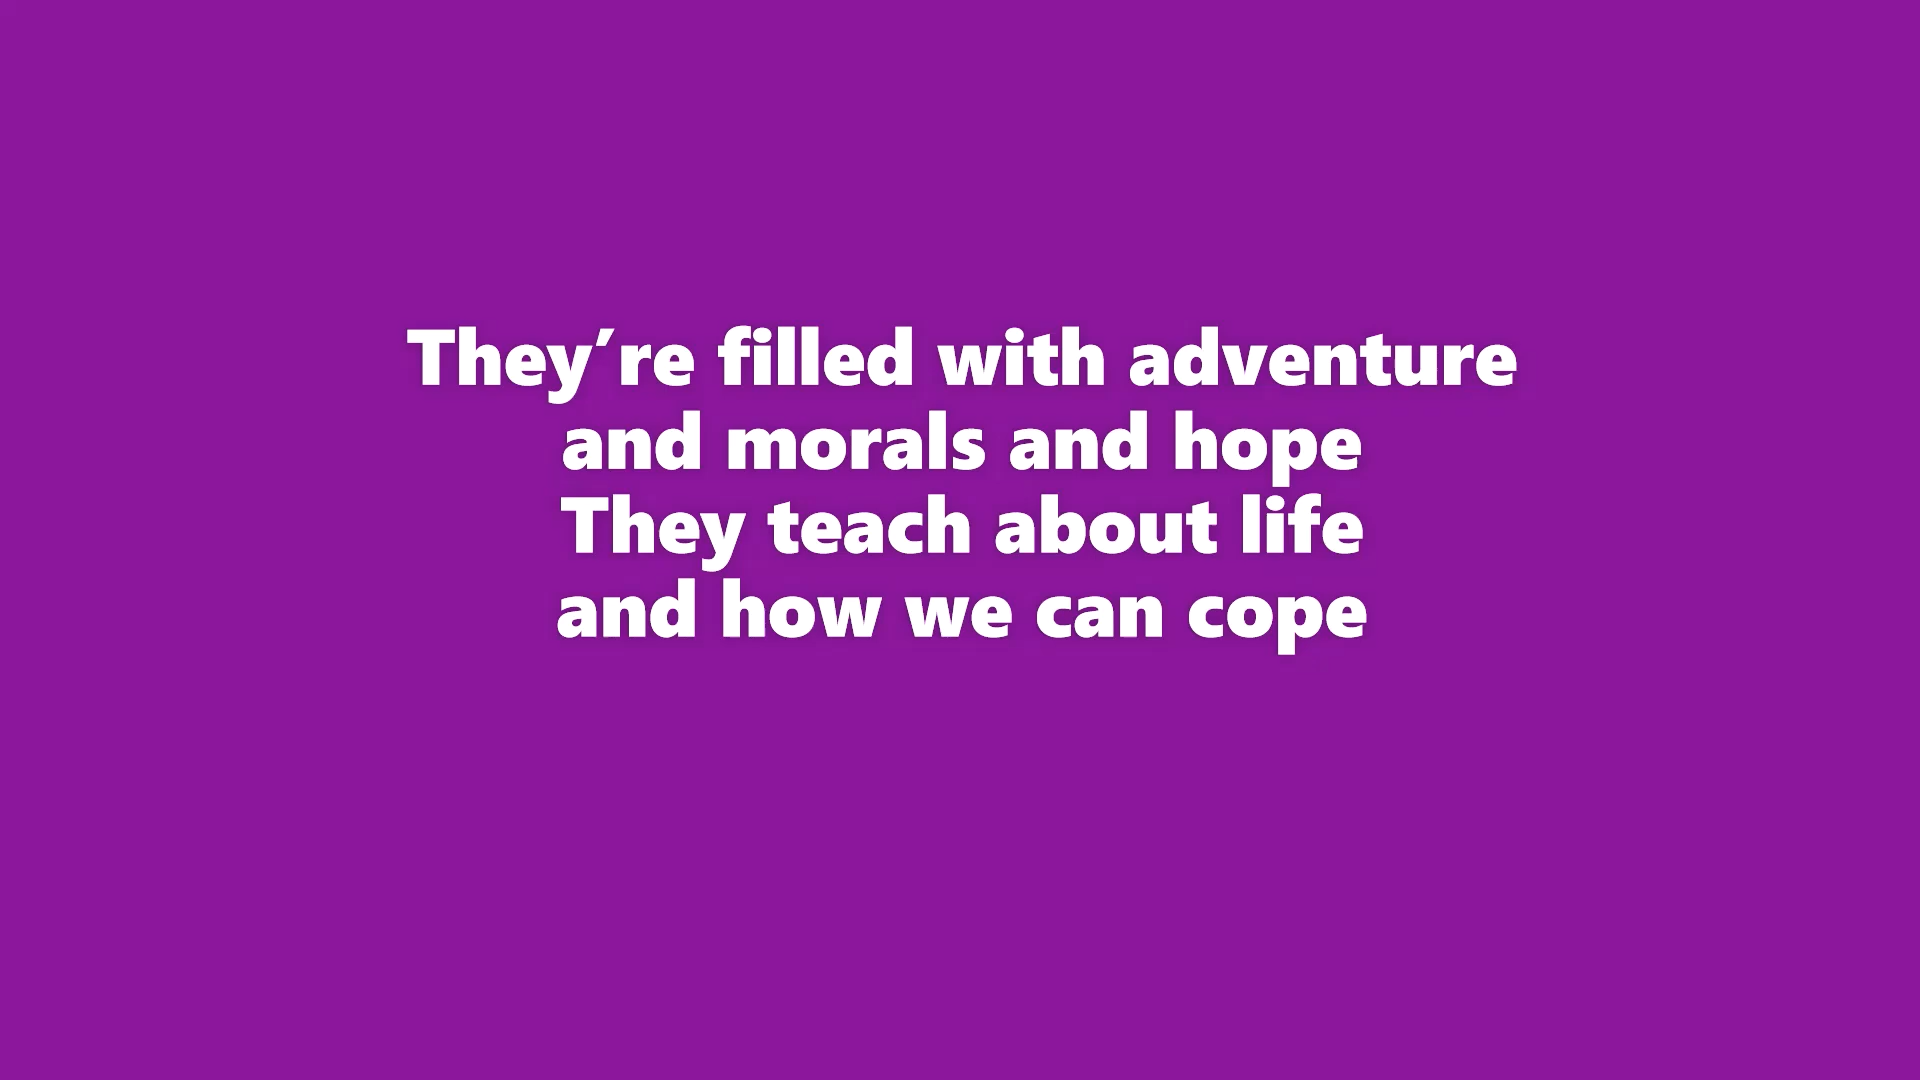 They’re filled with adventure
and morals and hope
They teach about life
and how we can cope